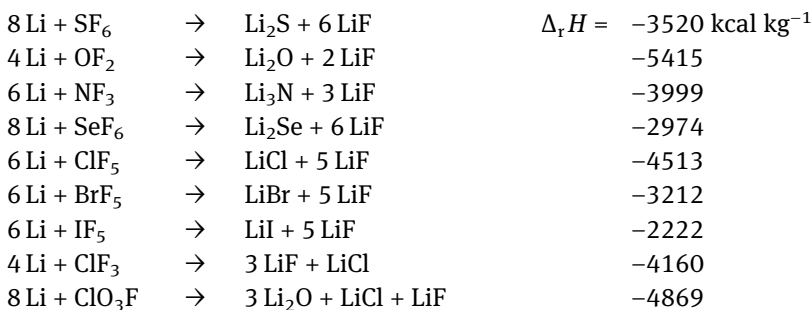 8 Li + SF₆ → Li₂S + 6 LiF ΔᵣH = −3520 kcal kg⁻¹
4 Li + OF₂ → Li₂O + 2 LiF −5415
6 Li + NF₃ → Li₃N + 3 LiF −3999
8 Li + SeF₆ → Li₂Se + 6 LiF −2974
6 Li + ClF₅ → LiCl + 5 LiF −4513
6 Li + BrF₅ → LiBr + 5 LiF −3212
6 Li + IF₅ → LiI + 5 LiF −2222
4 Li + ClF₃ → 3 LiF + LiCl −4160
8 Li + ClO₃F → 3 Li₂O + LiCl + LiF −4869